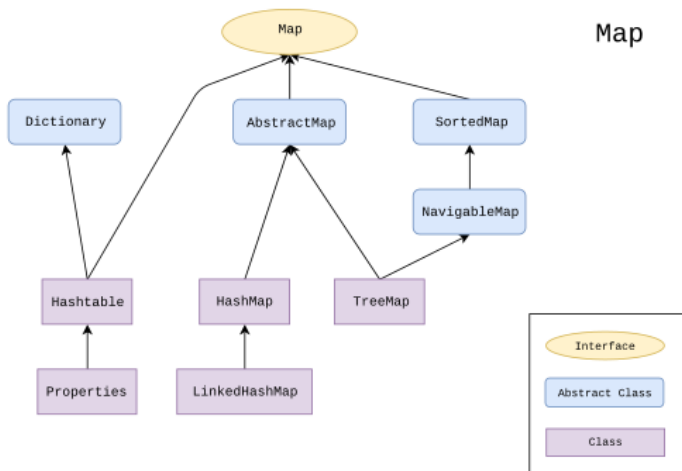 Map
Map
Dictionary
AbstractMap
SortedMap
NavigableMap
Hashtable
HashMap
TreeMap
Properties
LinkedHashMap
Interface
Abstract Class
Class